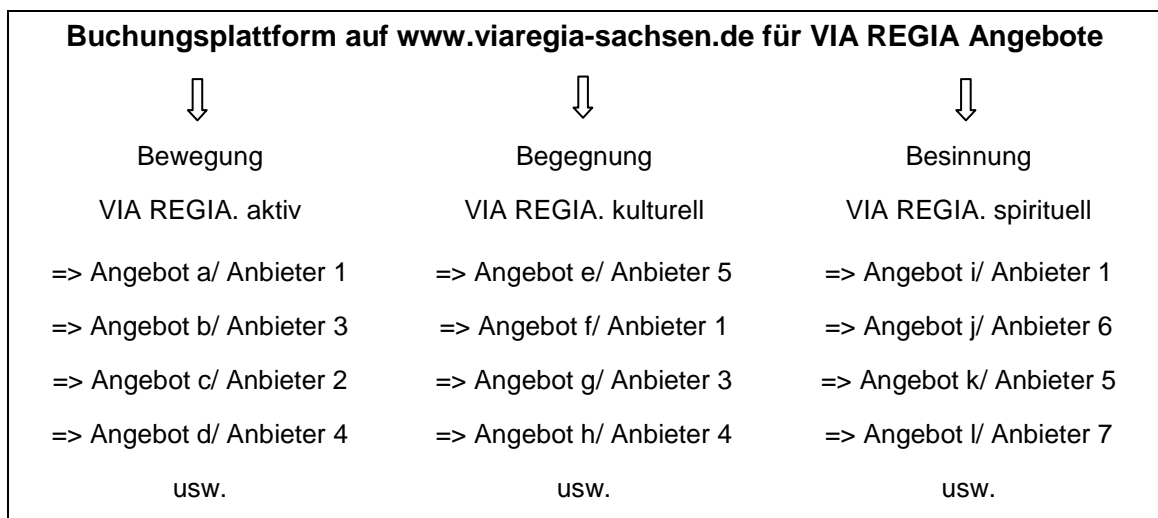 Buchungsplattform auf www.viaregia-sachsen.de für VIA REGIA Angebote
Bewegung
VIA REGIA. aktiv
=> Angebot a/ Anbieter 1
=> Angebot b/ Anbieter 3
=> Angebot c/ Anbieter 2
=> Angebot d/ Anbieter 4
usw.
Begegnung
VIA REGIA. kulturell
=> Angebot e/ Anbieter 5
=> Angebot f/ Anbieter 1
=> Angebot g/ Anbieter 3
=> Angebot h/ Anbieter 4
usw.
Besinnung
VIA REGIA. spirituell
=> Angebot i/ Anbieter 1
=> Angebot j/ Anbieter 6
=> Angebot k/ Anbieter 5
=> Angebot l/ Anbieter 7
usw.